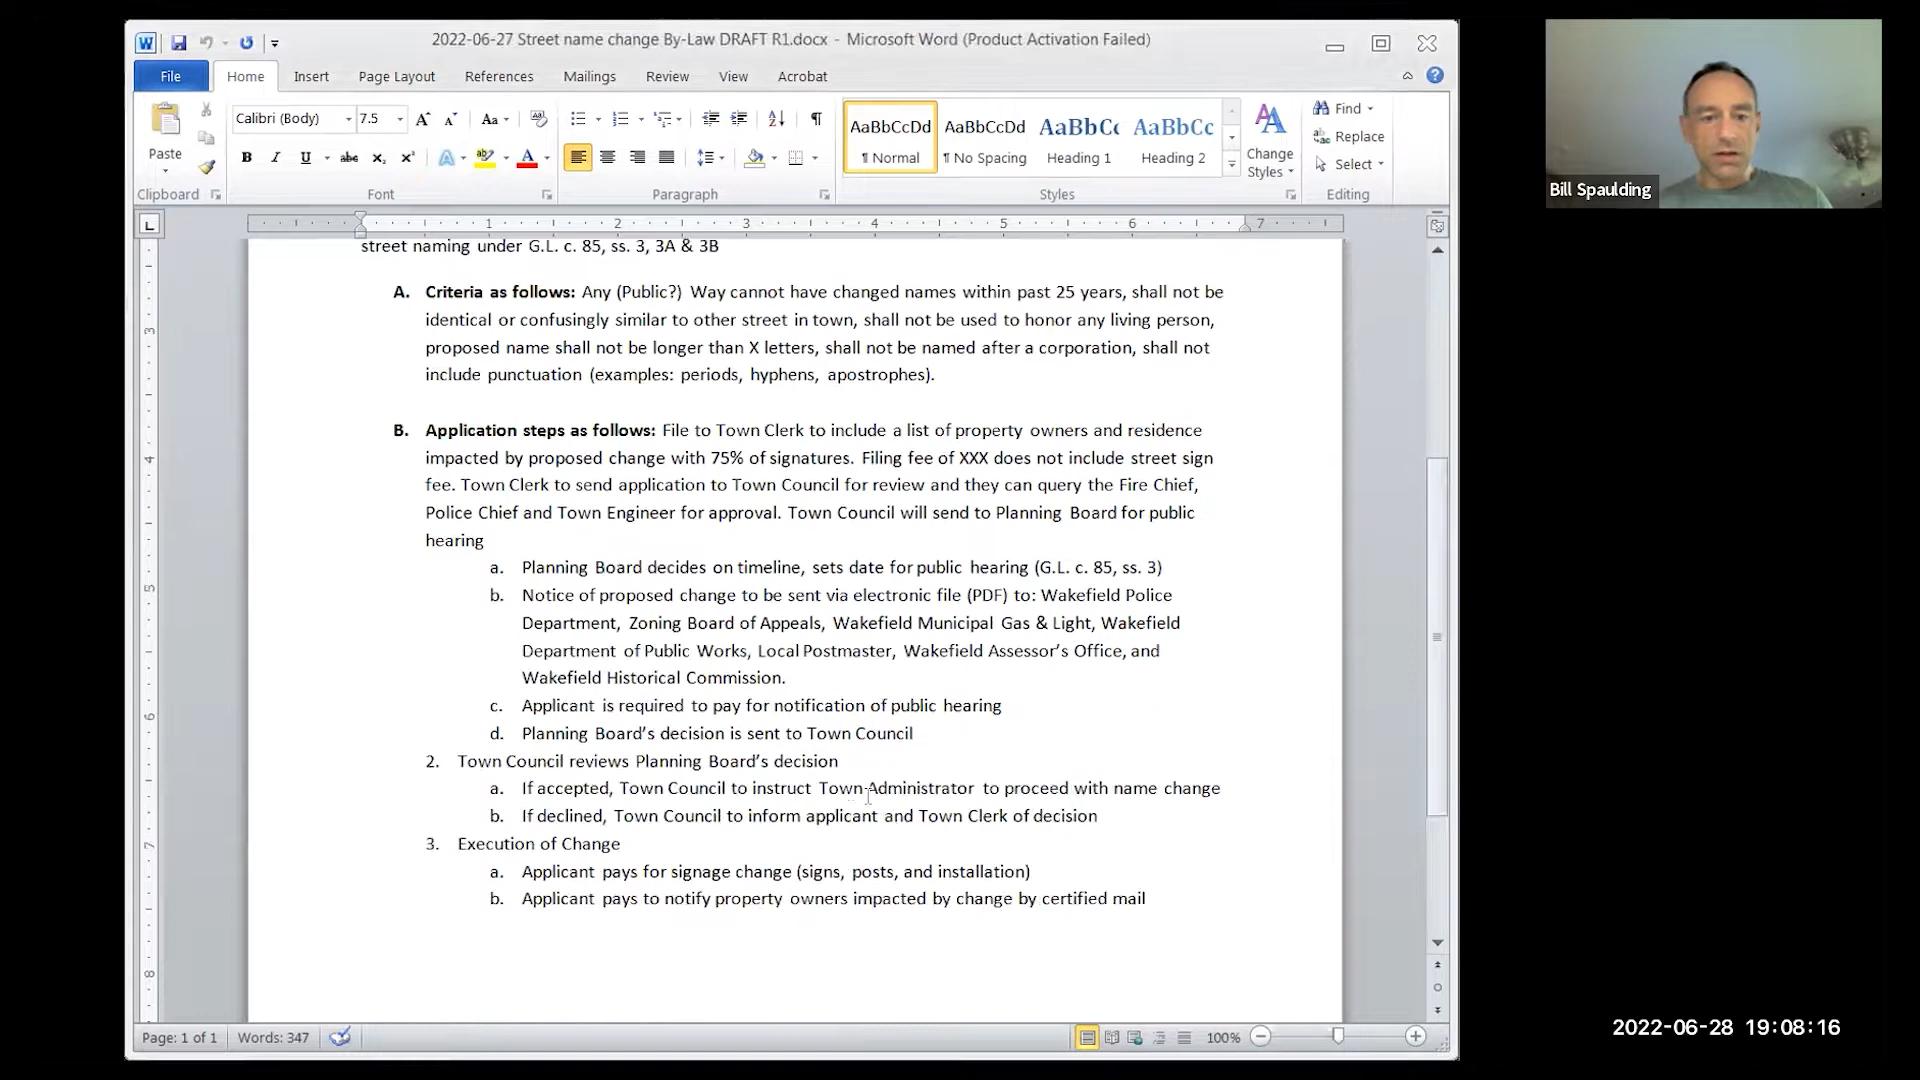 2022-06-27 Street name change By-Law DRAFT R1.docx - Microsoft Word (Product Activation Failed)
File Home Insert Page Layout References Mailings Review View Acrobat
Calibri (Body) 7.5
AaBbCcDd AaBbCcDd AaBbCc AaBbCc
¶ Normal ¶ No Spacing Heading 1 Heading 2
Paste
Change
Styles
Find
Replace
Select
Clipboard Font Paragraph Styles Editing
Bill Spaulding
1 2 3 4 5 6 7
street naming under G.L. c. 85, ss. 3, 3A & 3B
A. Criteria as follows: Any (Public?) Way cannot have changed names within past 25 years, shall not be
identical or confusingly similar to other street in town, shall not be used to honor any living person,
proposed name shall not be longer than X letters, shall not be named after a corporation, shall not
include punctuation (examples: periods, hyphens, apostrophes).
B. Application steps as follows: File to Town Clerk to include a list of property owners and residence
impacted by proposed change with 75% of signatures. Filing fee of XXX does not include street sign
fee. Town Clerk to send application to Town Council for review and they can query the Fire Chief,
Police Chief and Town Engineer for approval. Town Council will send to Planning Board for public
hearing
a. Planning Board decides on timeline, sets date for public hearing (G.L. c. 85, ss. 3)
b. Notice of proposed change to be sent via electronic file (PDF) to: Wakefield Police
Department, Zoning Board of Appeals, Wakefield Municipal Gas & Light, Wakefield
Department of Public Works, Local Postmaster, Wakefield Assessor’s Office, and
Wakefield Historical Commission.
c. Applicant is required to pay for notification of public hearing
d. Planning Board’s decision is sent to Town Council
2. Town Council reviews Planning Board’s decision
a. If accepted, Town Council to instruct Town Administrator to proceed with name change
b. If declined, Town Council to inform applicant and Town Clerk of decision
3. Execution of Change
a. Applicant pays for signage change (signs, posts, and installation)
b. Applicant pays to notify property owners impacted by change by certified mail
Page: 1 of 1 Words: 347 100%
2022-06-28 19:08:16